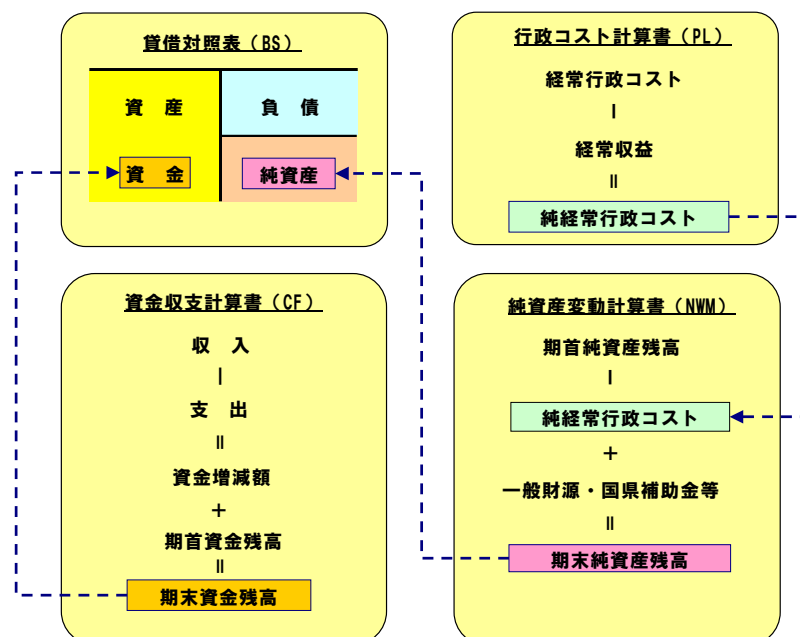 貸借対照表（BS）
資　産
負　債
資　金
純資産
行政コスト計算書（PL）
経常行政コスト
－
経常収益
＝
純経常行政コスト
資金収支計算書（CF）
収　入
－
支　出
＝
資金増減額
＋
期首資金残高
＝
期末資金残高
純資産変動計算書（NWM）
期首純資産残高
－
純経常行政コスト
＋
一般財源・国県補助金等
＝
期末純資産残高